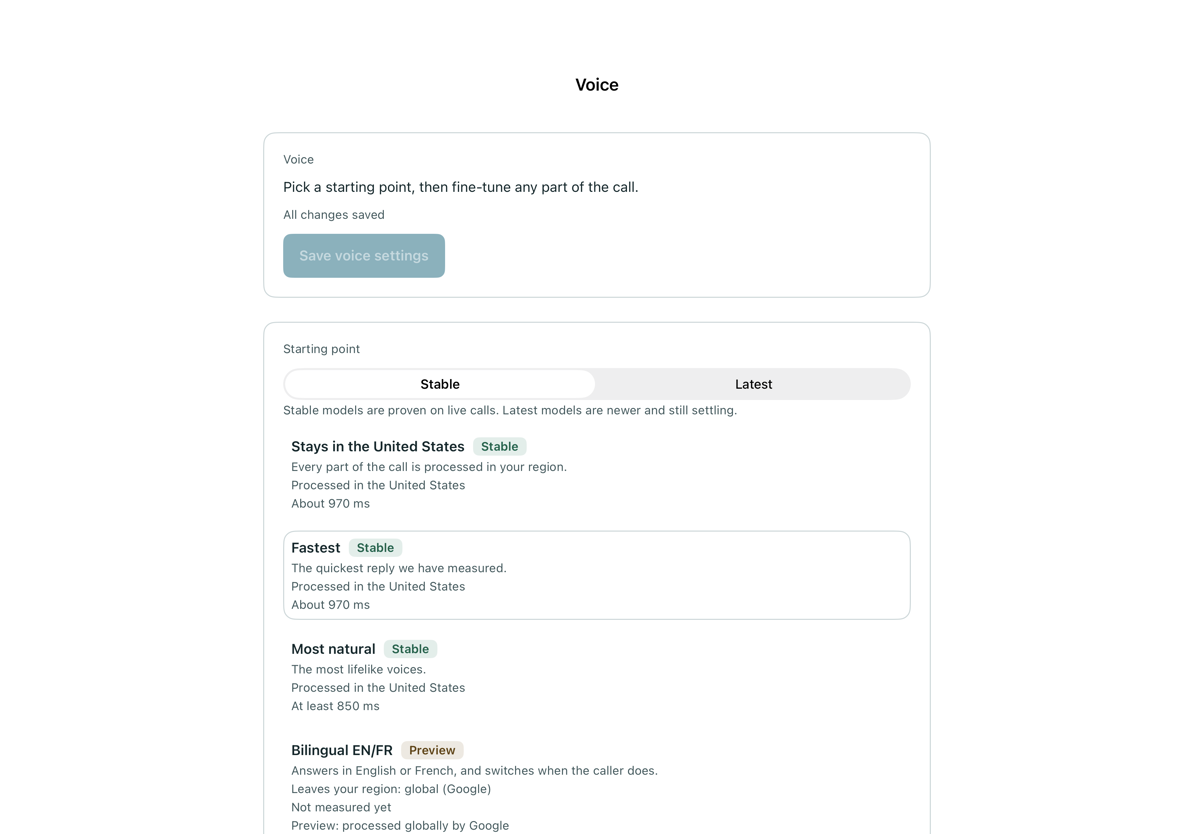 Voice
Voice
Pick a starting point, then fine-tune any part of the call.
All changes saved
Save voice settings
Starting point
Stable Latest
Stable models are proven on live calls. Latest models are newer and still settling.
Stays in the United States Stable
Every part of the call is processed in your region.
Processed in the United States
About 970 ms
Fastest Stable
The quickest reply we have measured.
Processed in the United States
About 970 ms
Most natural Stable
The most lifelike voices.
Processed in the United States
At least 850 ms
Bilingual EN/FR Preview
Answers in English or French, and switches when the caller does.
Leaves your region: global (Google)
Not measured yet
Preview: processed globally by Google